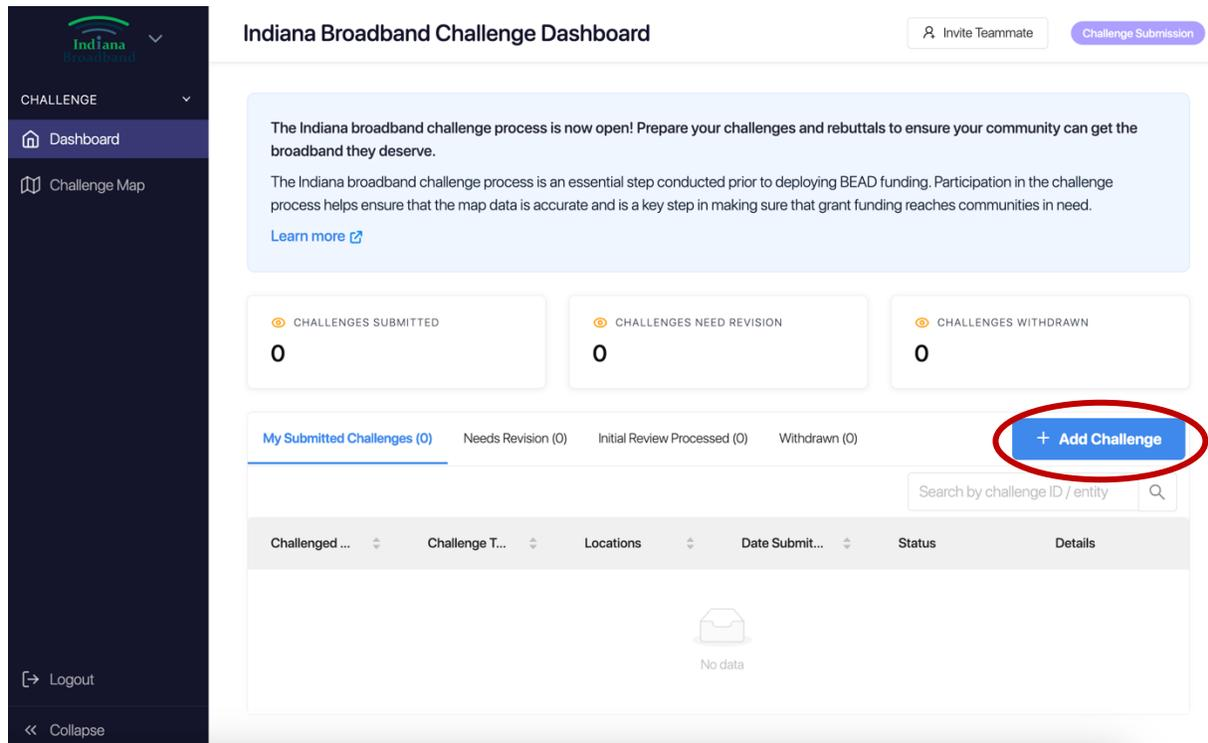 Indiana
Broadband
CHALLENGE
Dashboard
Challenge Map
Logout
Collapse
Indiana Broadband Challenge Dashboard
Invite Teammate
Challenge Submission
The Indiana broadband challenge process is now open! Prepare your challenges and rebuttals to ensure your community can get the
broadband they deserve.
The Indiana broadband challenge process is an essential step conducted prior to deploying BEAD funding. Participation in the challenge
process helps ensure that the map data is accurate and is a key step in making sure that grant funding reaches communities in need.
Learn more
CHALLENGES SUBMITTED
0
CHALLENGES NEED REVISION
0
CHALLENGES WITHDRAWN
0
My Submitted Challenges (0)
Needs Revision (0)
Initial Review Processed (0)
Withdrawn (0)
+ Add Challenge
Search by challenge ID / entity
Challenged ...
Challenge T...
Locations
Date Submit...
Status
Details
No data